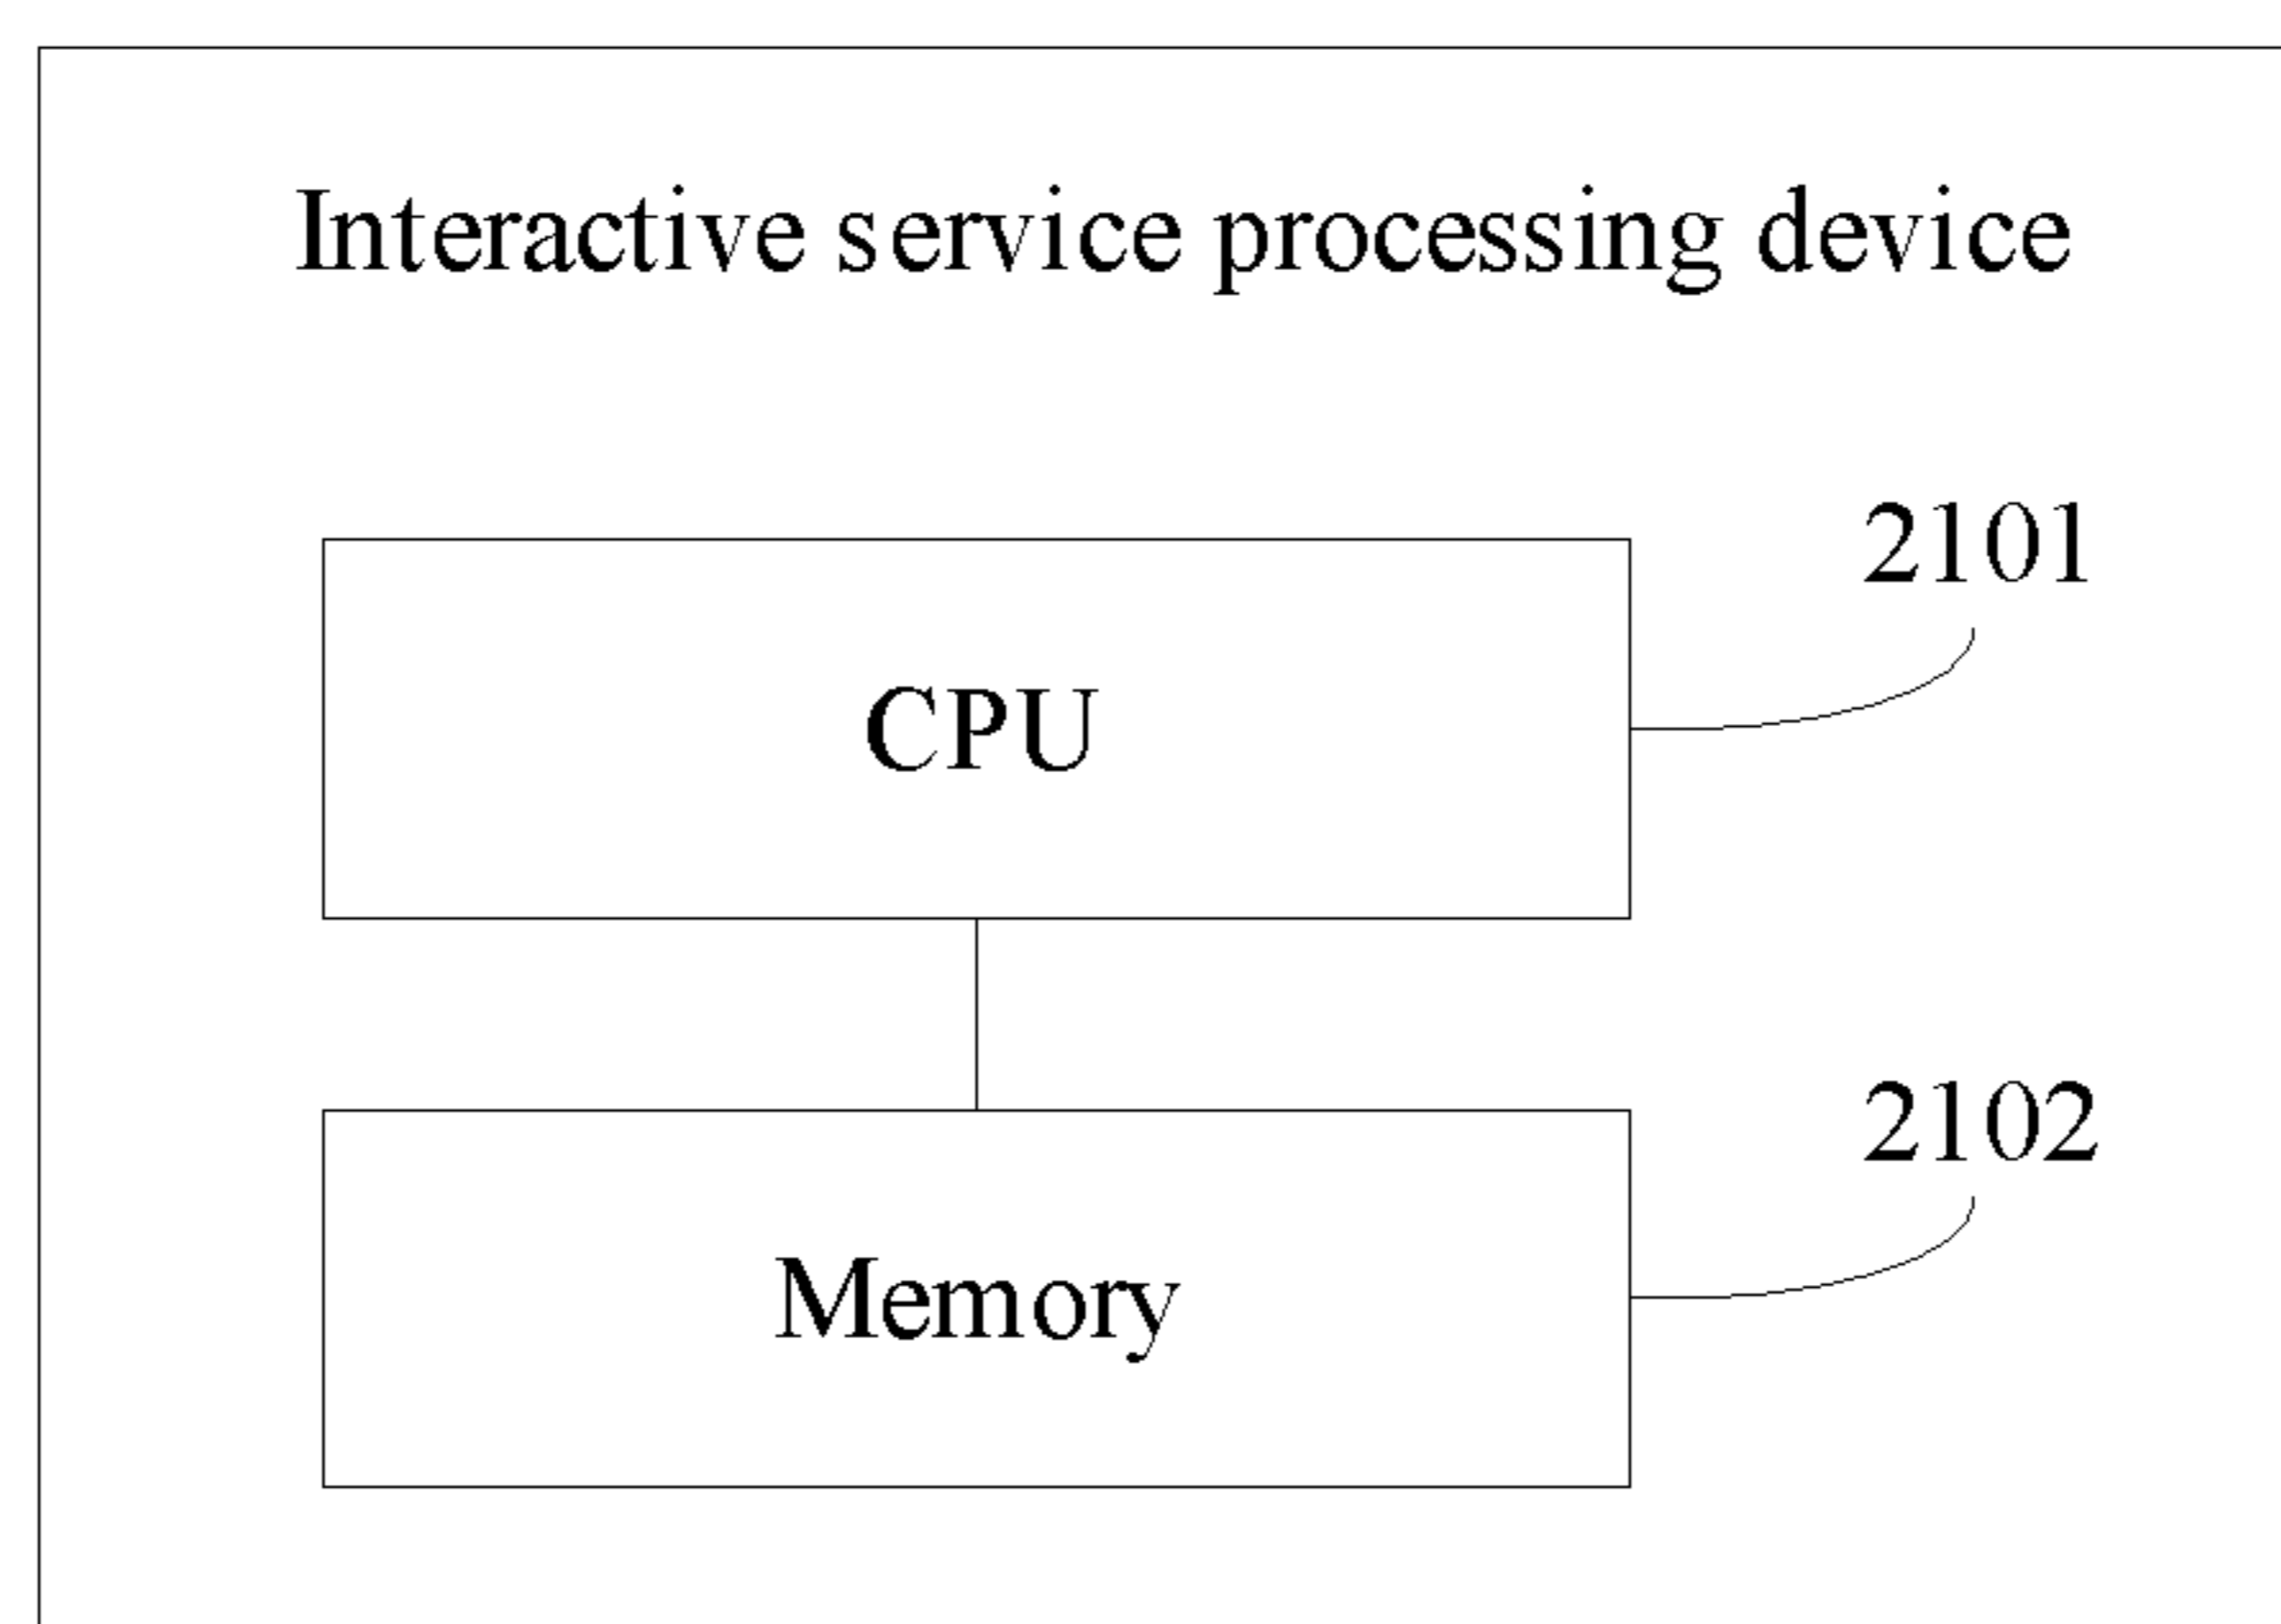 Interactive service processing device
2101
CPU
2102
Memory